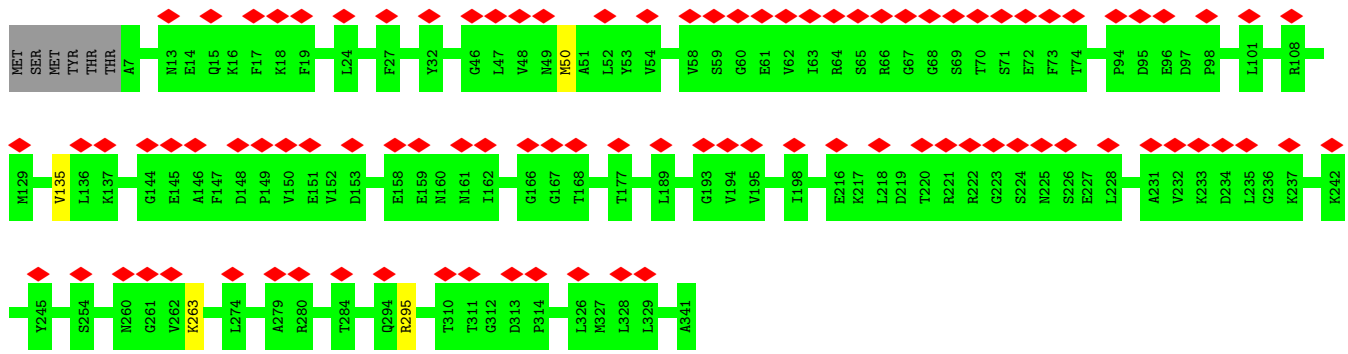 MET SER MET TYR THR THR A7 N13 E14 Q15 K16 F17 K18 F19 L24 F27 Y32 G46 L47 V48 N49 M50 A51 L52 Y53 V54 V58 S59 G60 E61 V62 I63 R64 S65 R66 G67 G68 S69 T70 S71 E72 F73 T74 P94 D95 E96 D97 P98 L101 R108
M129 V135 L136 K137 G144 E145 A146 F147 D148 P149 V150 E151 V152 D153 E158 E159 N160 N161 I162 G166 G167 T168 T177 L189 G193 V194 V195 I198 E216 K217 L218 D219 T220 R221 R222 G223 S224 N225 S226 E227 L228 A231 V232 K233 D234 L235 G236 K237 K242
Y245 S254 N260 G261 V262 K263 L274 A279 R280 T284 Q294 R295 T310 T311 G312 D313 P314 L326 M327 L328 L329 A341